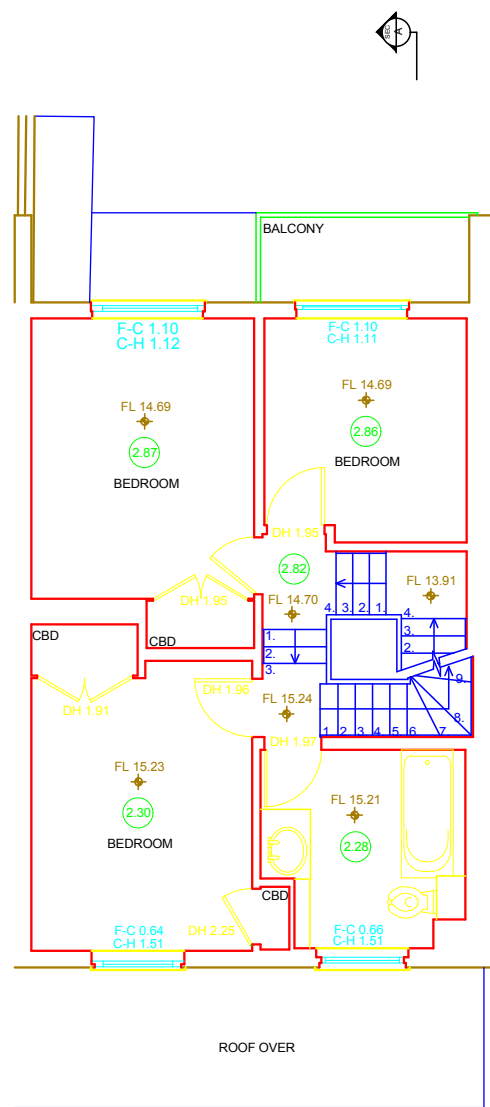 SEC
A
BALCONY
F-C 1.10
C-H 1.12
F-C 1.10
C-H 1.11
FL 14.69
2.87
BEDROOM
FL 14.69
2.86
BEDROOM
DH 1.95
2.82
FL 14.70
DH 1.95
FL 13.91
4. 3. 2. 1.
4.
3.
2.
1.
2.
3.
CBD
CBD
DH 1.96
DH 1.91
FL 15.24
9.
8.
1. 2. 3. 4. 5. 6. 7.
DH 1.97
FL 15.23
2.30
BEDROOM
FL 15.21
2.28
CBD
DH 2.25
F-C 0.64
C-H 1.51
F-C 0.66
C-H 1.51
ROOF OVER